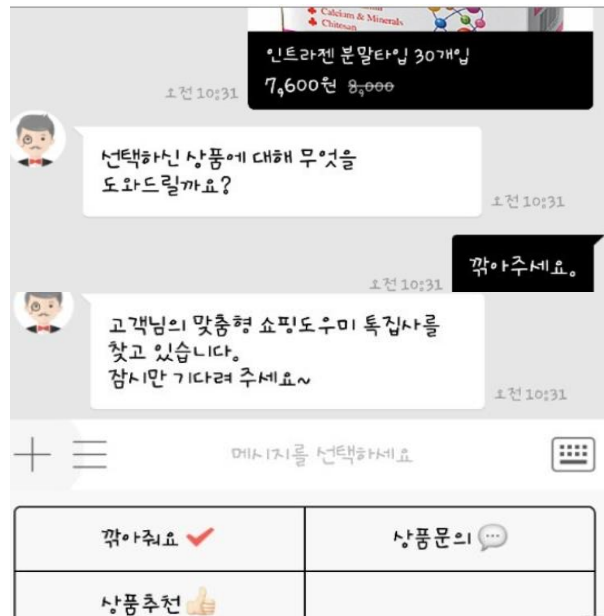 Calcium & Minerals
Chitosan
인트라젠 분말타입 30개입
7,600원 8,000
오전 10:31
선택하신 상품에 대해 무엇을
도와드릴까요?
오전 10:31
깎아주세요.
오전 10:31
고객님의 맞춤형 쇼핑도우미 톡집사를
찾고 있습니다.
잠시만 기다려 주세요~
오전 10:31
메시지를 선택하세요
깎아줘요
상품문의
상품추천